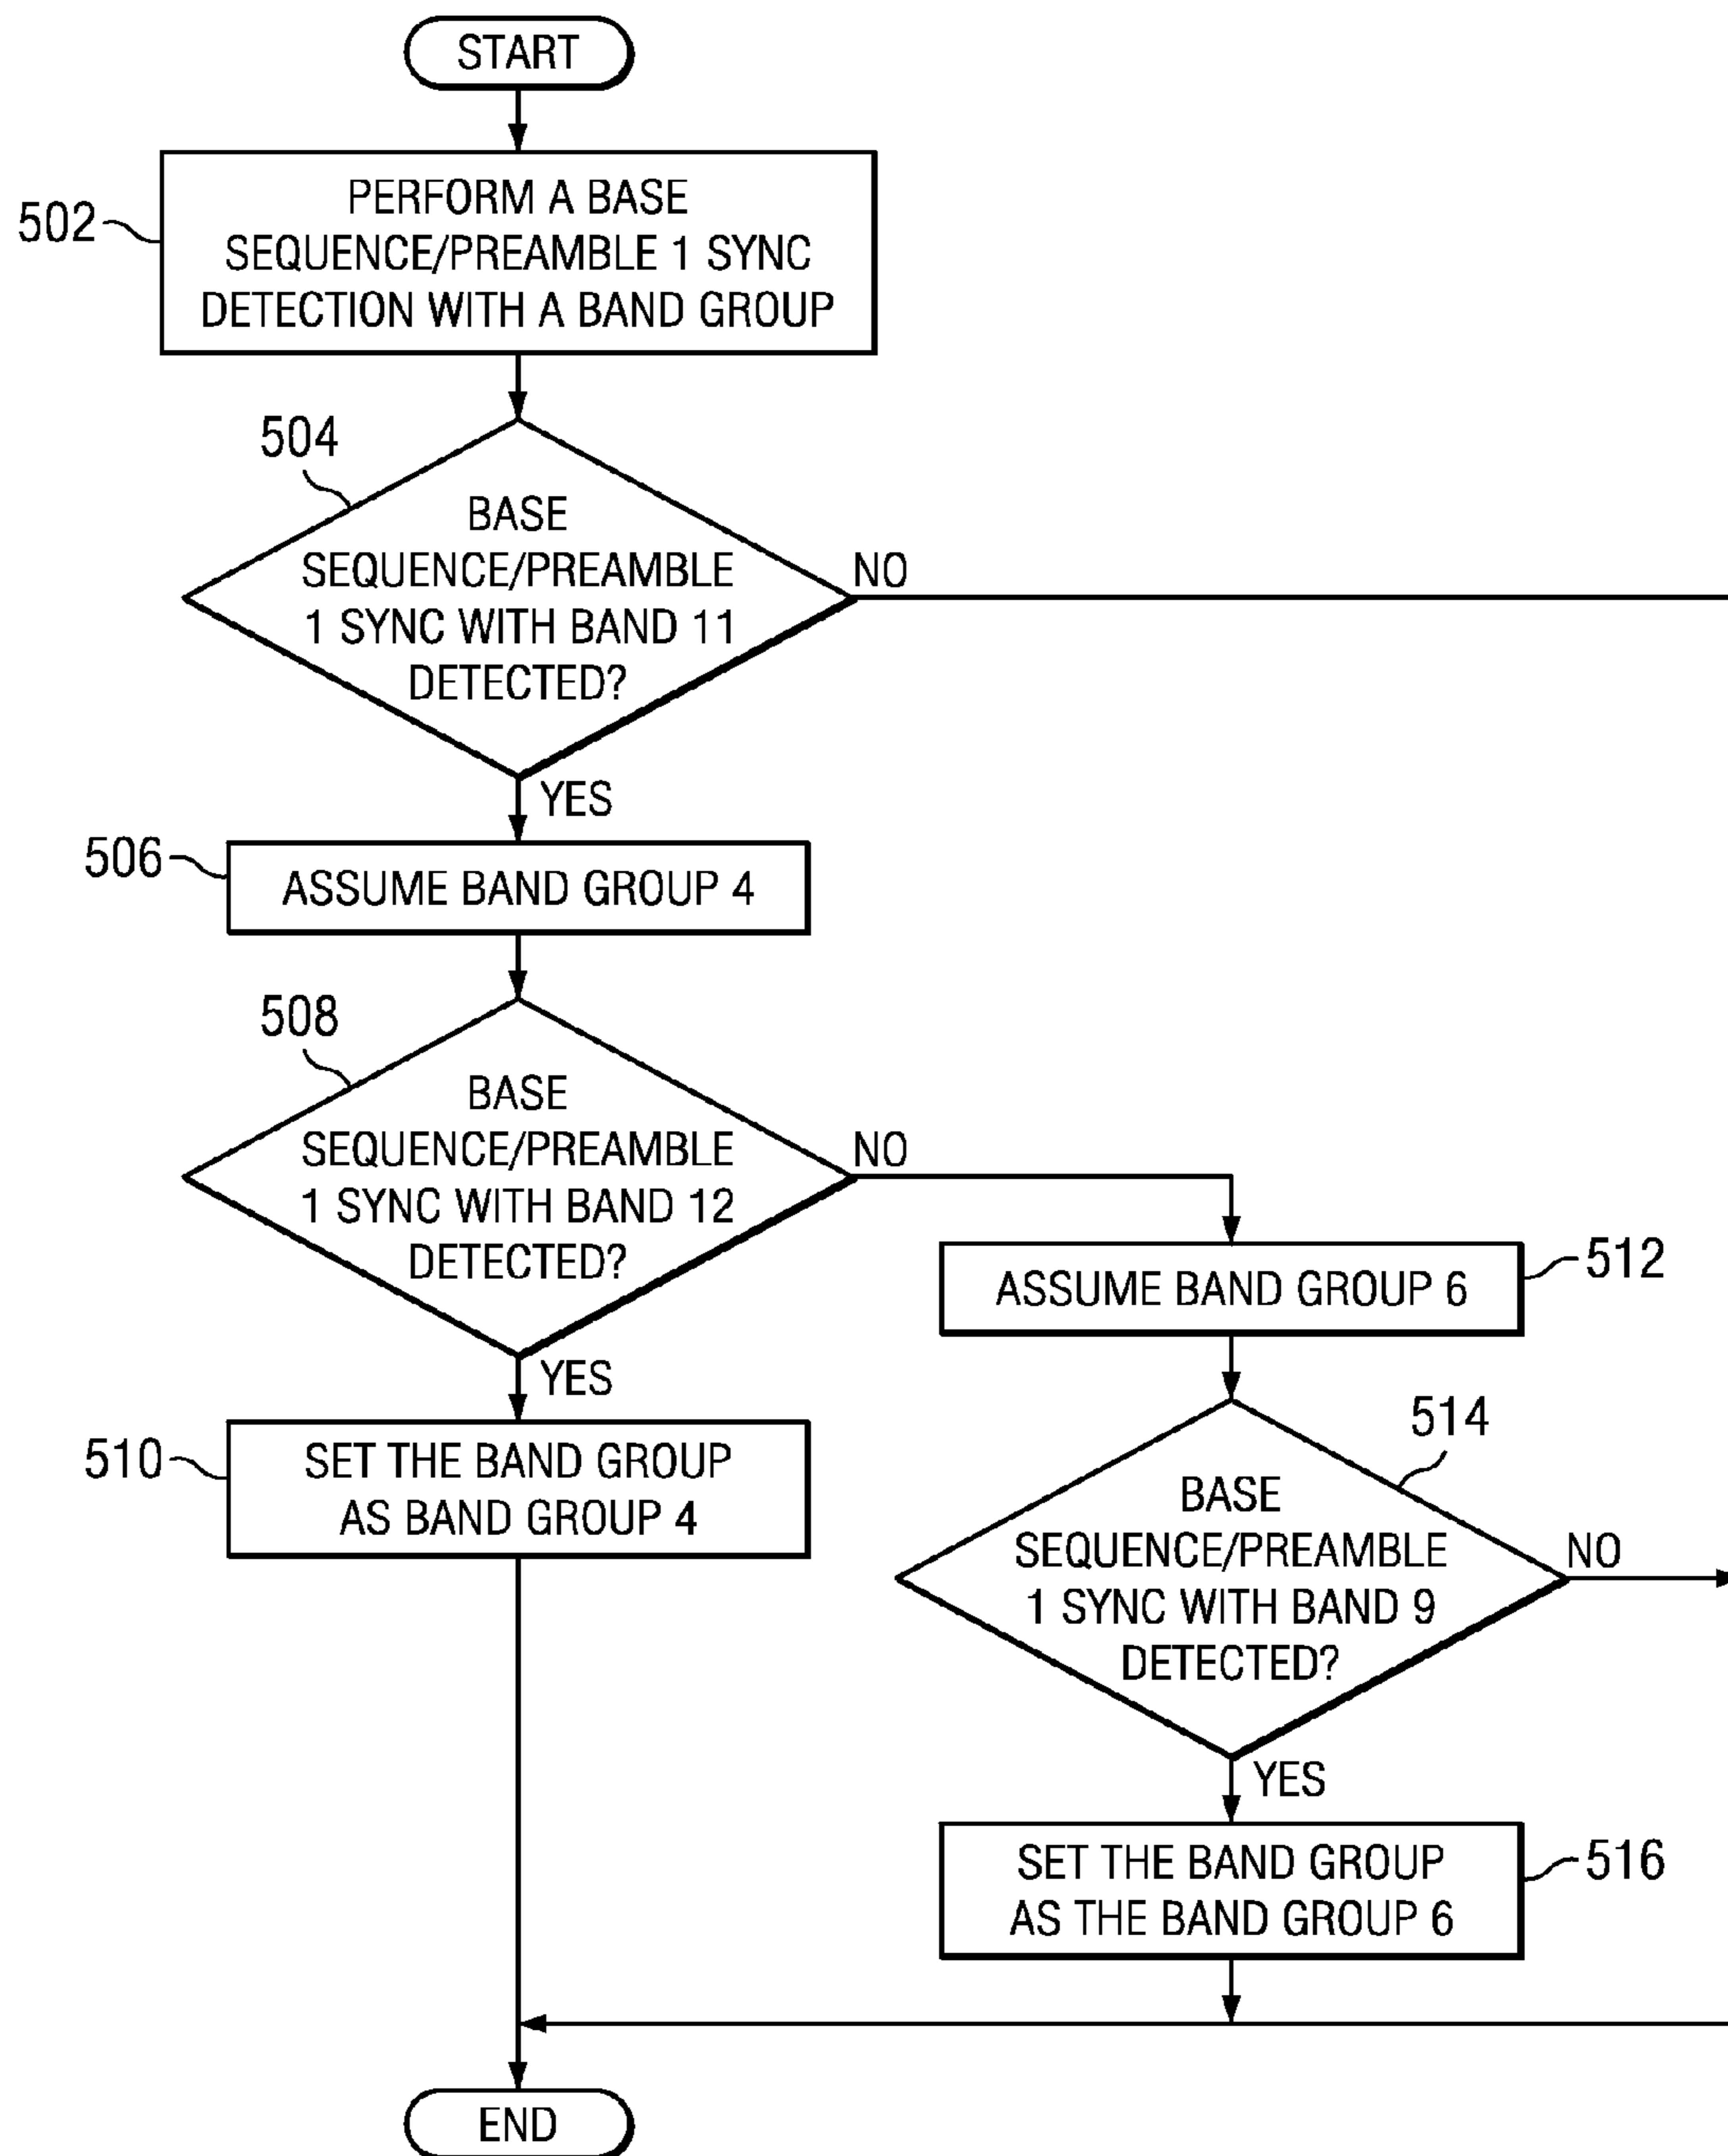 START
502
PERFORM A BASE
SEQUENCE/PREAMBLE 1 SYNC
DETECTION WITH A BAND GROUP
504
BASE
SEQUENCE/PREAMBLE
1 SYNC WITH BAND 11
DETECTED?
NO
YES
506
ASSUME BAND GROUP 4
508
BASE
SEQUENCE/PREAMBLE
1 SYNC WITH BAND 12
DETECTED?
NO
YES
510
SET THE BAND GROUP
AS BAND GROUP 4
512
ASSUME BAND GROUP 6
514
BASE
SEQUENCE/PREAMBLE
1 SYNC WITH BAND 9
DETECTED?
NO
YES
516
SET THE BAND GROUP
AS THE BAND GROUP 6
END